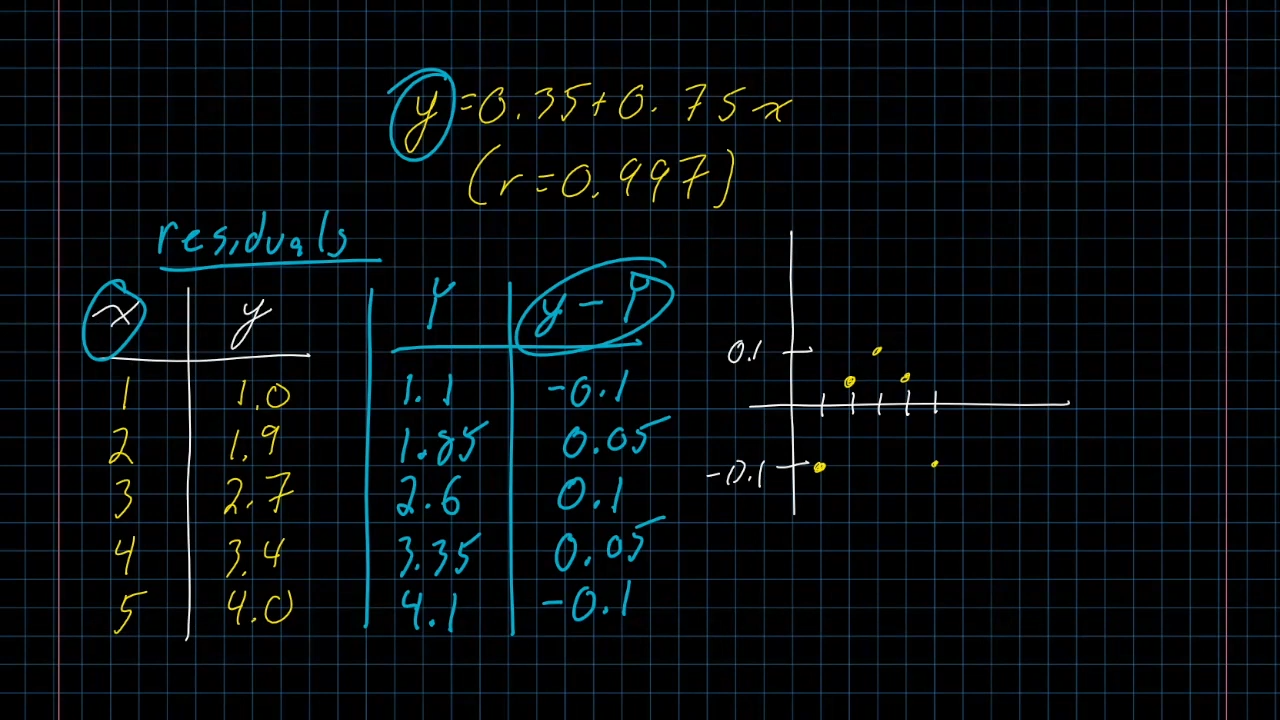 y=0.35+0.75x
(r=0.997)
residuals
x y Y y-Y
1 1.0 1.1 -0.1
2 1.9 1.85 0.05
3 2.7 2.6 0.1
4 3.4 3.35 0.05
5 4.0 4.1 -0.1
0.1
-0.1